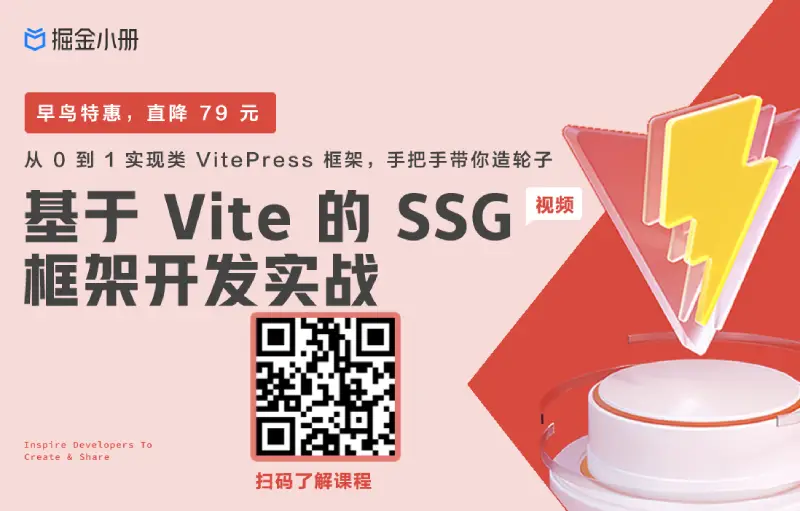 掘金小册
早鸟特惠，直降 79 元
从 0 到 1 实现类 VitePress 框架，手把手带你造轮子
基于 Vite 的 SSG 视频
框架开发实战
Inspire Developers To
Create & Share
扫码了解课程